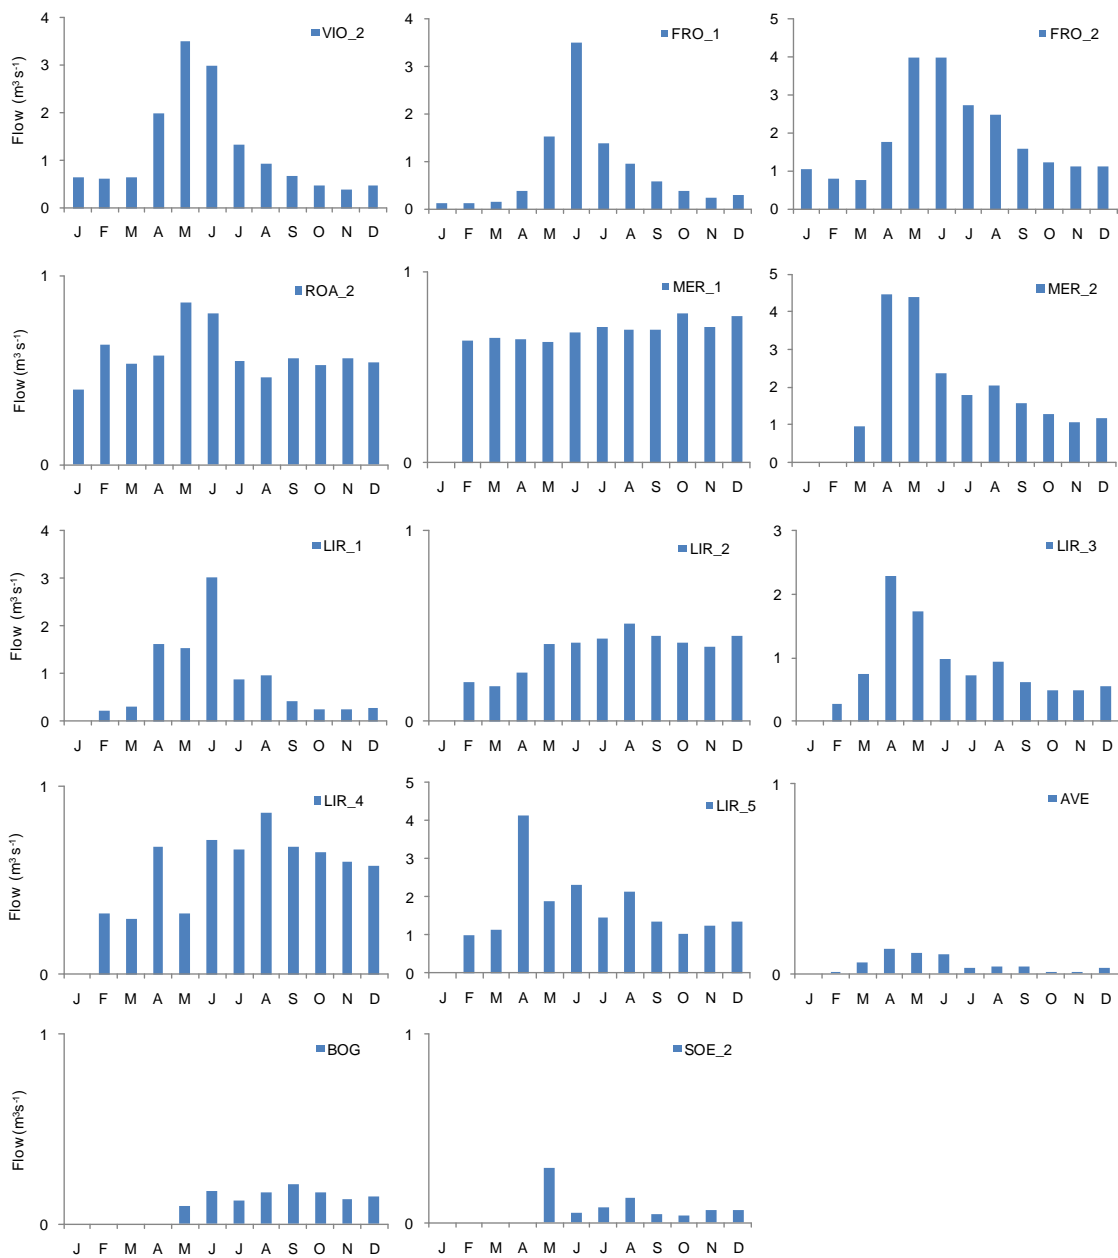 VIO_2
Flow (m³ s⁻¹)
4
3
2
1
0
J F M A M J J A S O N D
FRO_1
4
3
2
1
0
J F M A M J J A S O N D
FRO_2
5
4
3
2
1
0
J F M A M J J A S O N D
ROA_2
Flow (m³ s⁻¹)
1
0
J F M A M J J A S O N D
MER_1
1
0
J F M A M J J A S O N D
MER_2
5
4
3
2
1
0
J F M A M J J A S O N D
LIR_1
Flow (m³ s⁻¹)
4
3
2
1
0
J F M A M J J A S O N D
LIR_2
1
0
J F M A M J J A S O N D
LIR_3
3
2
1
0
J F M A M J J A S O N D
LIR_4
Flow (m³ s⁻¹)
1
0
J F M A M J J A S O N D
LIR_5
5
4
3
2
1
0
J F M A M J J A S O N D
AVE
1
0
J F M A M J J A S O N D
BOG
Flow (m³s⁻¹)
1
0
J F M A M J J A S O N D
SOE_2
1
0
J F M A M J J A S O N D